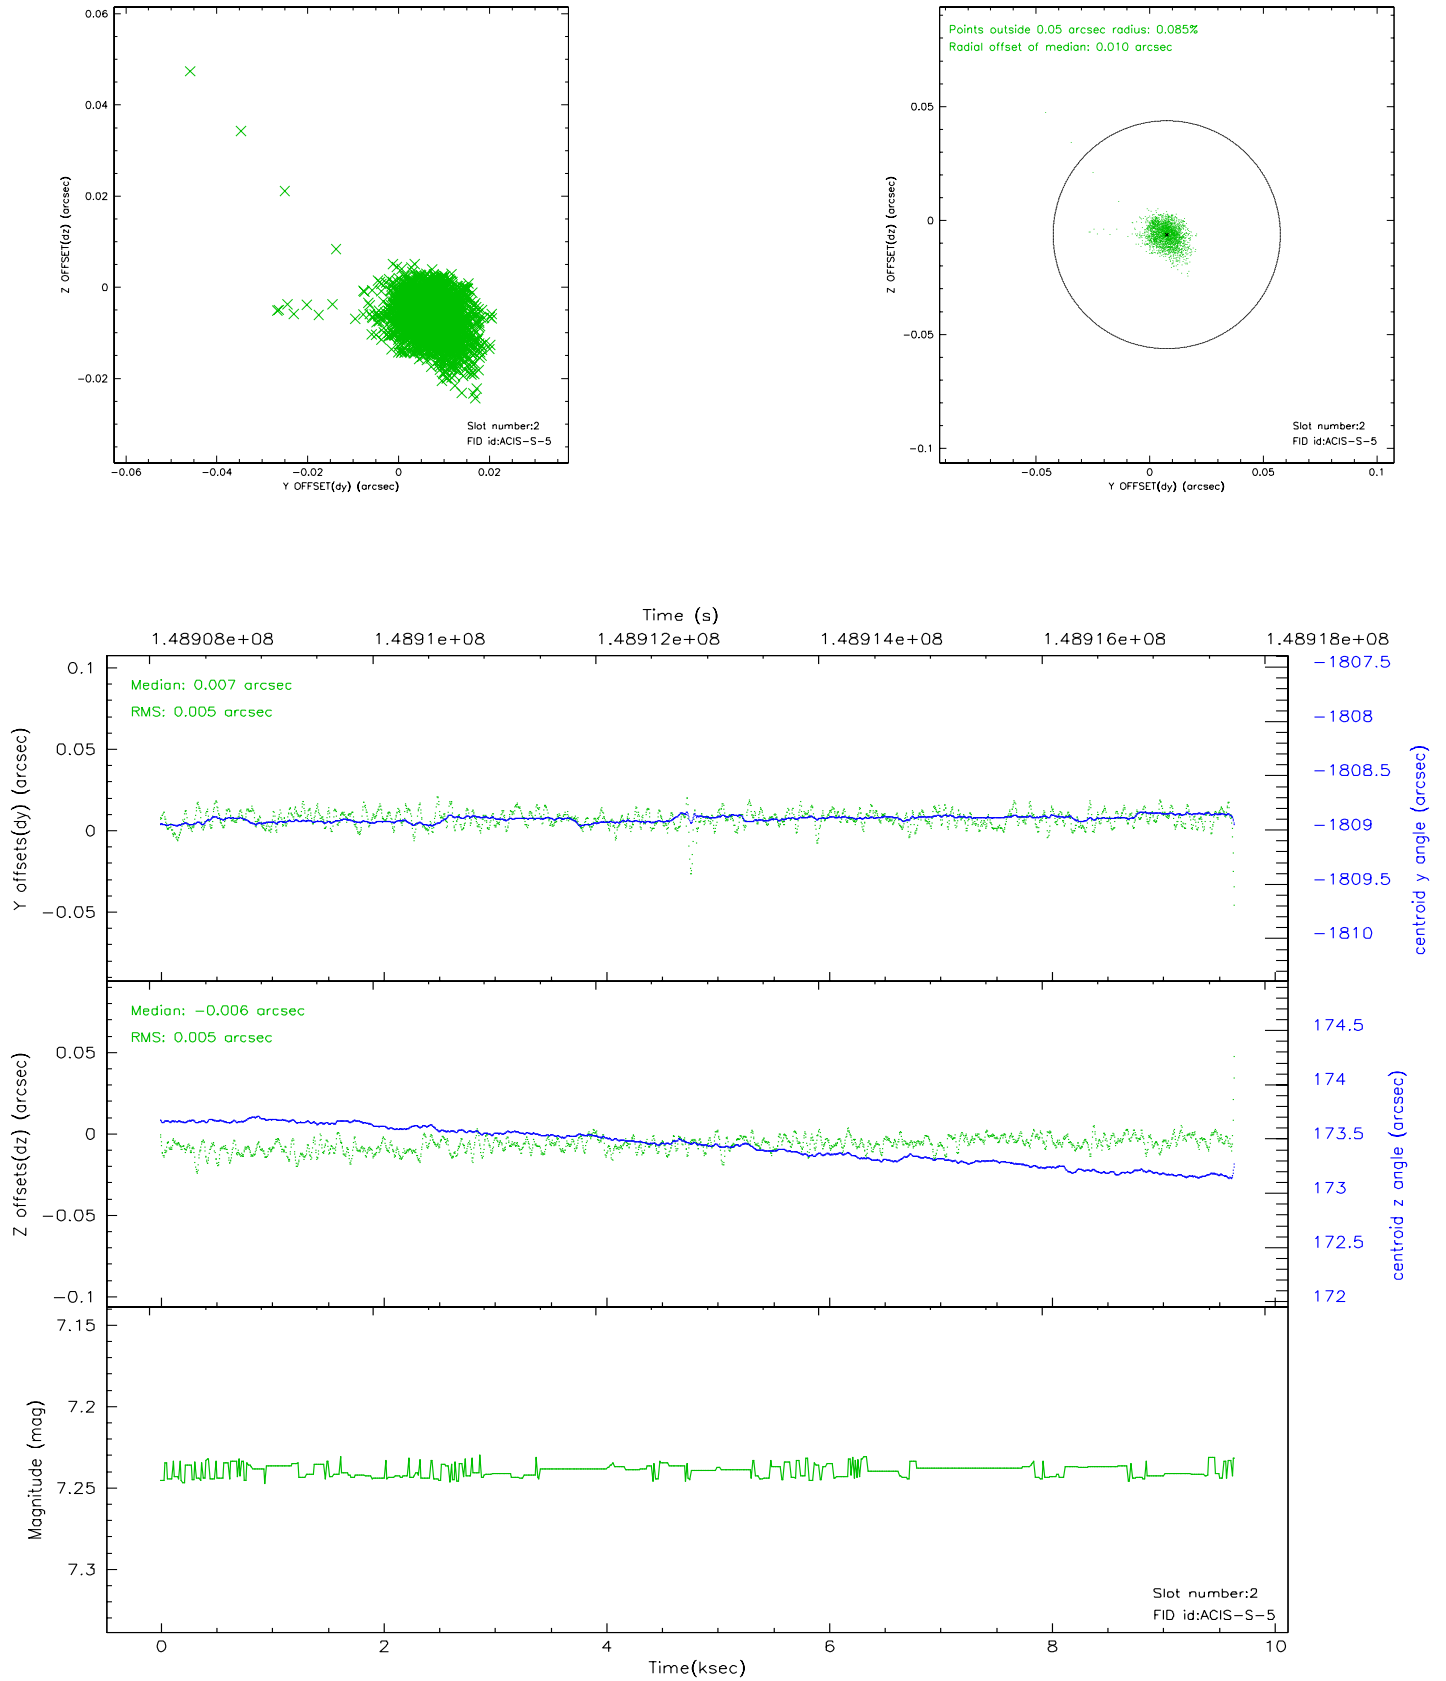 0.06
0.04
0.02
0
−0.02
Z OFFSET(dz) (arcsec)
−0.06
−0.04
−0.02
0
0.02
Y OFFSET(dy) (arcsec)
Slot number:2
FID id:ACIS−S−5
Points outside 0.05 arcsec radius: 0.085%
Radial offset of median: 0.010 arcsec
0.05
0
−0.05
−0.1
Z OFFSET(dz) (arcsec)
−0.05
0
0.05
0.1
Y OFFSET(dy) (arcsec)
Slot number:2
FID id:ACIS−S−5
Time (s)
1.48908e+08
1.4891e+08
1.48912e+08
1.48914e+08
1.48916e+08
1.48918e+08
Median: 0.007 arcsec
RMS: 0.005 arcsec
0.1
0.05
0
−0.05
Y offsets(dy) (arcsec)
−1807.5
−1808
−1808.5
−1809
−1809.5
−1810
centroid y angle (arcsec)
Median: −0.006 arcsec
RMS: 0.005 arcsec
0.05
0
−0.05
−0.1
Z offsets(dz) (arcsec)
174.5
174
173.5
173
172.5
172
centroid z angle (arcsec)
7.15
7.2
7.25
7.3
Magnitude (mag)
Slot number:2
FID id:ACIS−S−5
0
2
4
6
8
10
Time(ksec)